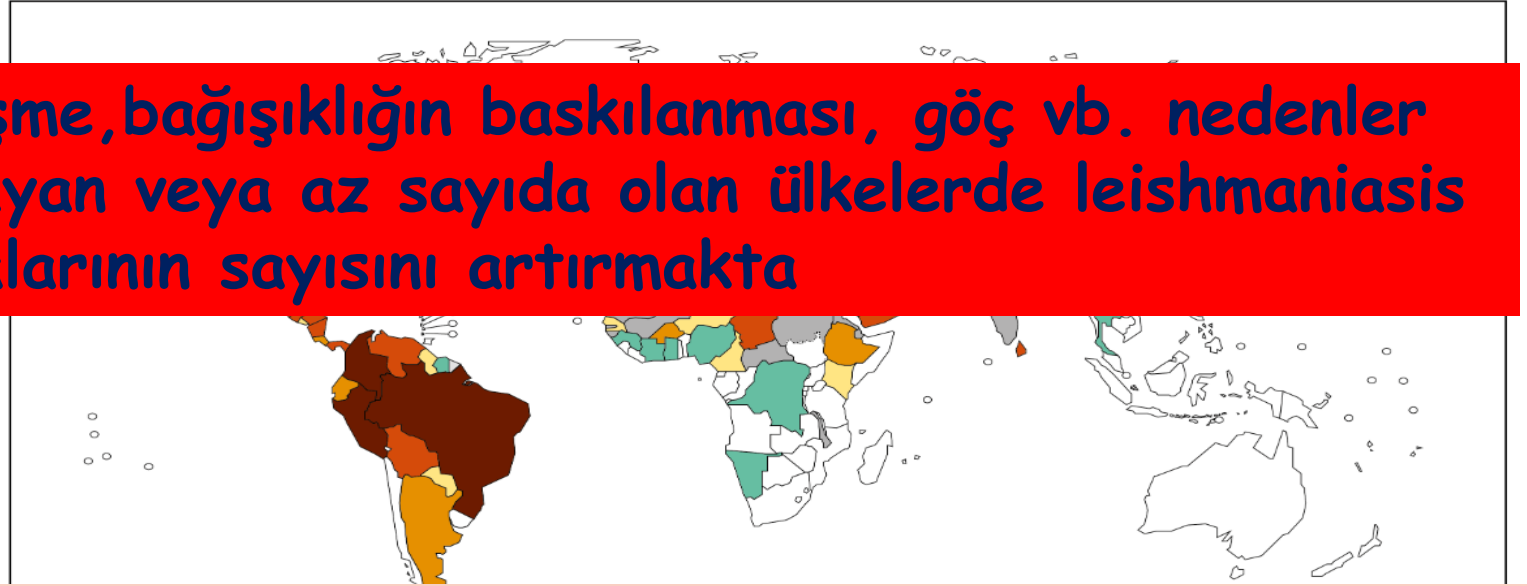 şme,bağışıklığın baskılanması, göç vb. nedenler
yan veya az sayıda olan ülkelerde leishmaniasis
larının sayısını artırmakta